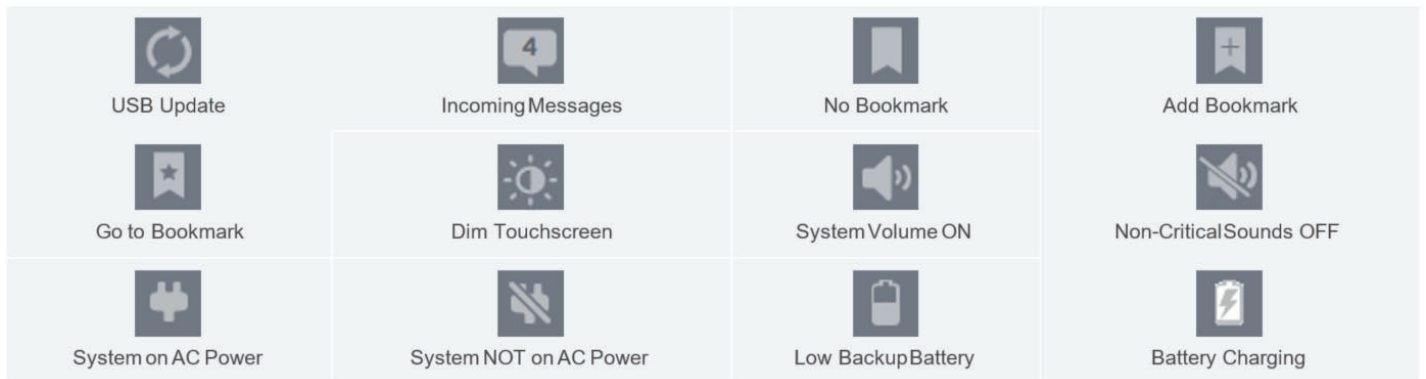 4
USB Update Incoming Messages No Bookmark Add Bookmark
Go to Bookmark Dim Touchscreen System Volume ON Non-Critical Sounds OFF
System on AC Power System NOT on AC Power Low Backup Battery Battery Charging